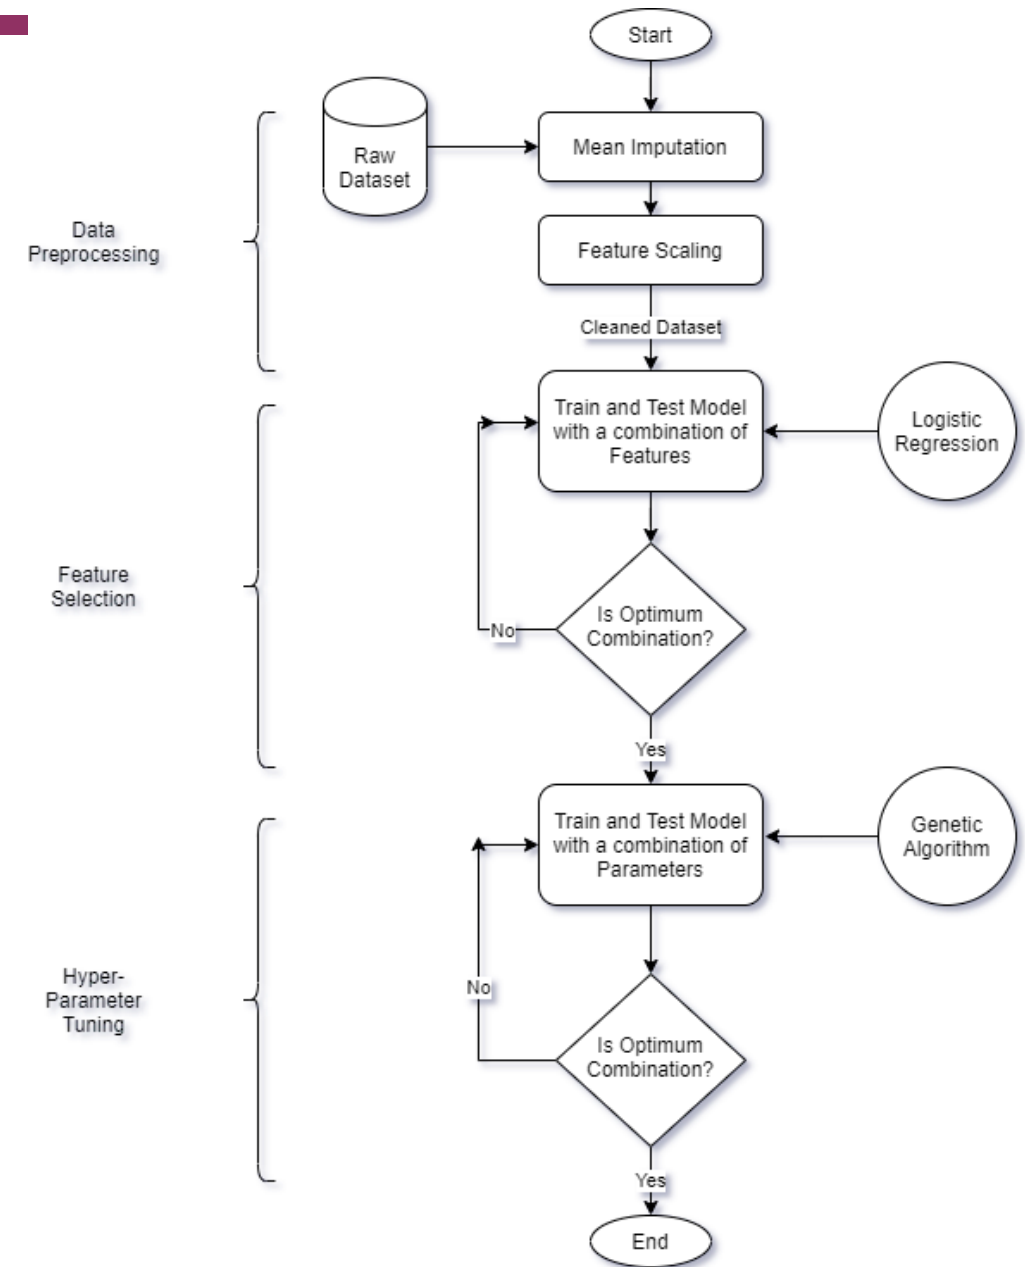 Start
Raw
Dataset
Mean Imputation
Data
Preprocessing
Feature Scaling
Cleaned Dataset
Train and Test Model
with a combination of
Features
Logistic
Regression
Feature
Selection
Is Optimum
Combination?
No
Yes
Train and Test Model
with a combination of
Parameters
Genetic
Algorithm
Hyper-
Parameter
Tuning
No
Is Optimum
Combination?
Yes
End